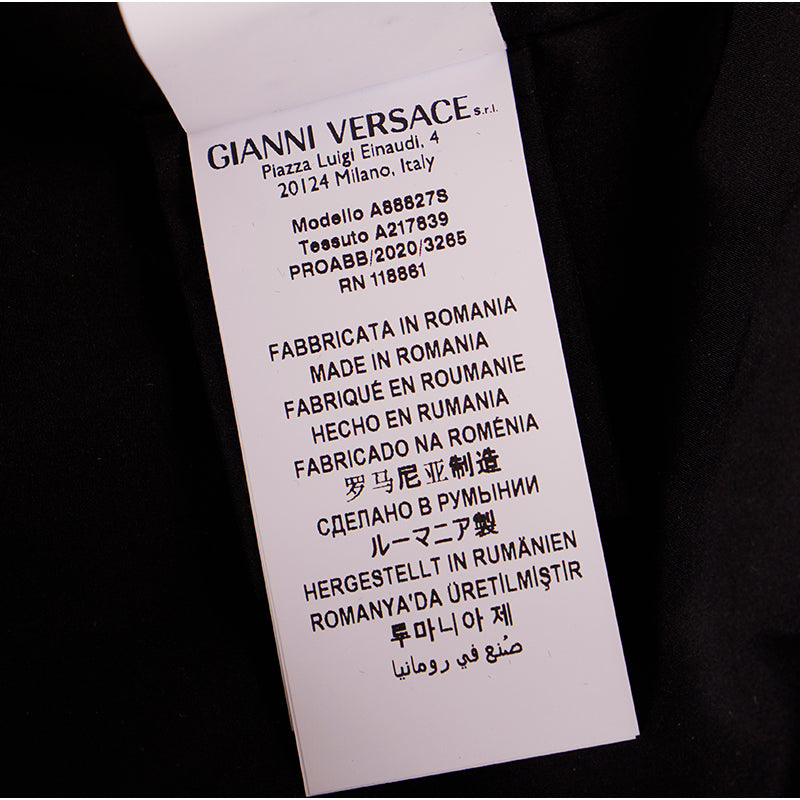 GIANNI VERSACE s.r.l.
Piazza Luigi Einaudi, 4
20124 Milano, Italy
Modello A88827S
Tessuto A217839
PROABB/2020/3265
RN 118861
FABBRICATA IN ROMANIA
MADE IN ROMANIA
FABRIQUÉ EN ROUMANIE
HECHO EN RUMANIA
FABRICADO NA ROMÉNIA
罗马尼亚制造
СДЕЛАНО В РУМЫНИИ
ルーマニア製
HERGESTELLT IN RUMÄNIEN
ROMANYA'DA ÜRETİLMİŞTİR
루마니아 제
صُنع في رومانيا